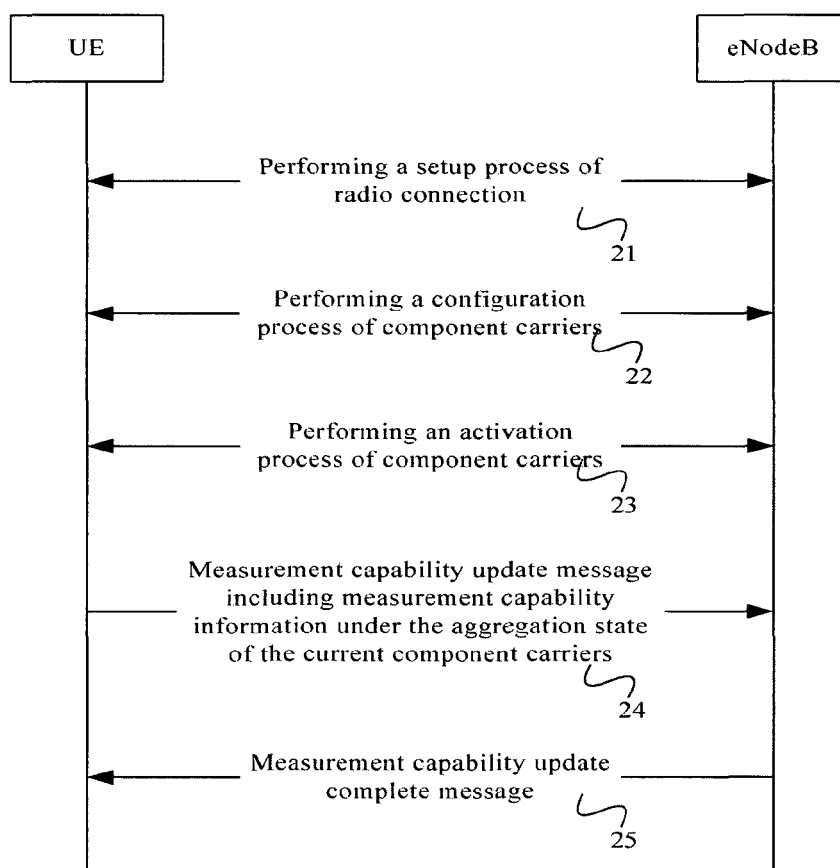 UE
eNodeB
Performing a setup process of
radio connection
21
Performing a configuration
process of component carriers
22
Performing an activation
process of component carriers
23
Measurement capability update message
including measurement capability
information under the aggregation state
of the current component carriers
24
Measurement capability update
complete message
25